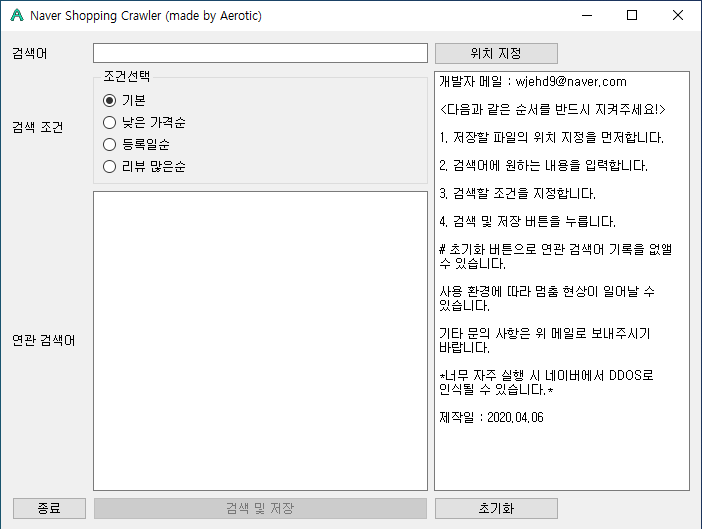 Naver Shopping Crawler (made by Aerotic)
검색어
위치 지정
조건선택
검색 조건
기본
낮은 가격순
등록일순
리뷰 많은순
연관 검색어
개발자 메일 : wjehd9@naver.com
<다음과 같은 순서를 반드시 지켜주세요!>
1. 저장할 파일의 위치 지정을 먼저합니다.
2. 검색어에 원하는 내용을 입력합니다.
3. 검색할 조건을 지정합니다.
4. 검색 및 저장 버튼을 누릅니다.
# 초기화 버튼으로 연관 검색어 기록을 없앨
수 있습니다.
사용 환경에 따라 멈춤 현상이 일어날 수
있습니다.
기타 문의 사항은 위 메일로 보내주시기
바랍니다.
*너무 자주 실행 시 네이버에서 DDOS로
인식될 수 있습니다.*
제작일 : 2020.04.06
종료
검색 및 저장
초기화